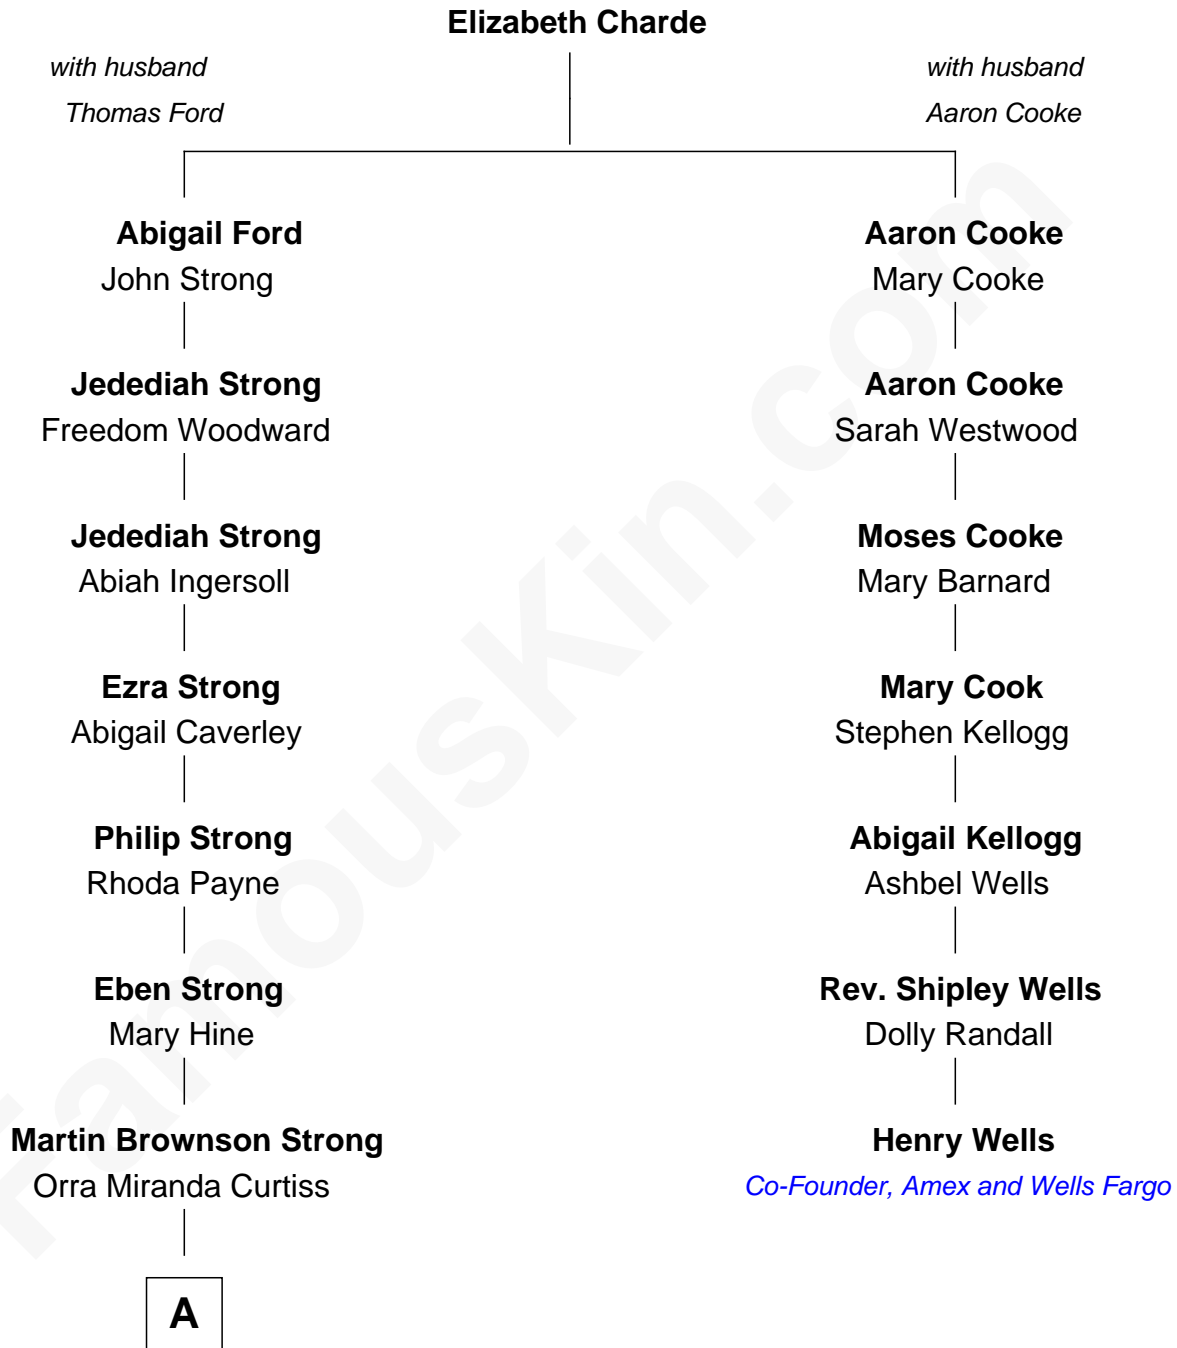 Elizabeth Charde
with husband
Thomas Ford
with husband
Aaron Cooke
Abigail Ford
John Strong
Aaron Cooke
Mary Cooke
Jedediah Strong
Freedom Woodward
Aaron Cooke
Sarah Westwood
Jedediah Strong
Abiah Ingersoll
Moses Cooke
Mary Barnard
Ezra Strong
Abigail Caverley
Mary Cook
Stephen Kellogg
Philip Strong
Rhoda Payne
Abigail Kellogg
Ashbel Wells
Eben Strong
Mary Hine
Rev. Shipley Wells
Dolly Randall
Martin Brownson Strong
Orra Miranda Curtiss
Henry Wells
Co-Founder, Amex and Wells Fargo
A
FamousKin.com